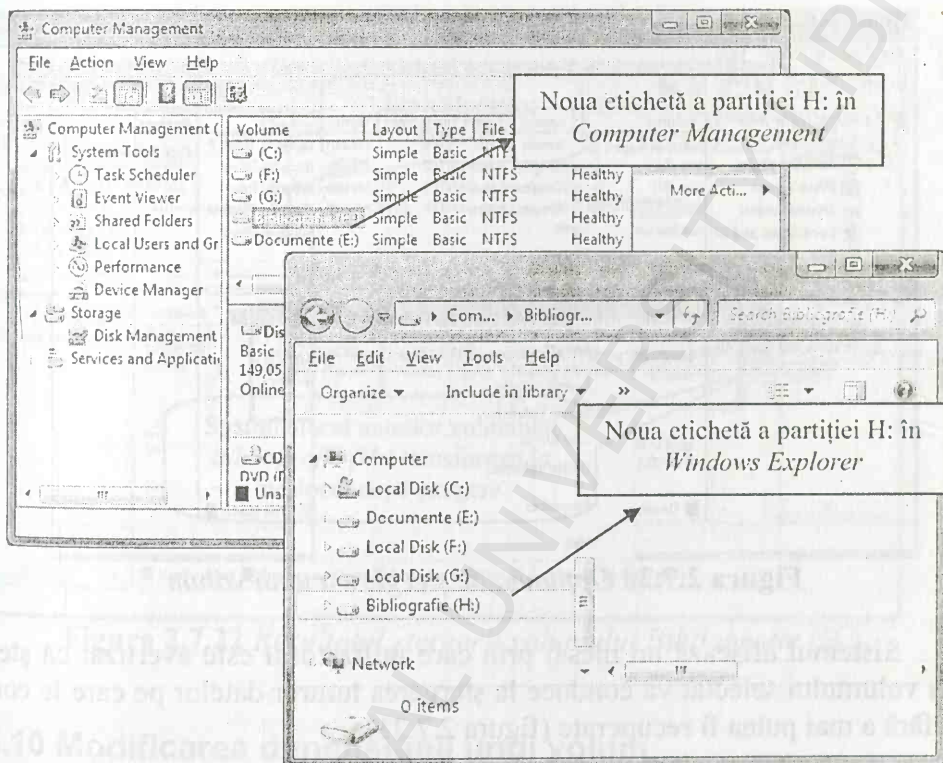 Computer Management
File Action View Help
Noua etichetă a partiției H: în
Computer Management
Computer Management (
System Tools
Task Scheduler
Event Viewer
Shared Folders
Local Users and Gr
Performance
Device Manager
Storage
Disk Management
Services and Applicati
Volume Layout Type File S
(C:) Simple Basic NTFS
(F:) Simple Basic NTFS Healthy
(G:) Simple Basic NTFS Healthy
Simple Basic NTFS Healthy
Documente (E:) Simple Basic NTFS Healthy
More Acti...
Dis
Basic
149,05
Online
CD
DVD
Una
Com... Bibliogr...
Search Bibliografie (H:)
File Edit View Tools Help
Organize Include in library »
Noua etichetă a partiției H: în
Windows Explorer
Computer
Local Disk (C:)
Documente (E:)
Local Disk (F:)
Local Disk (G:)
Bibliografie (H:)
Network
0 items